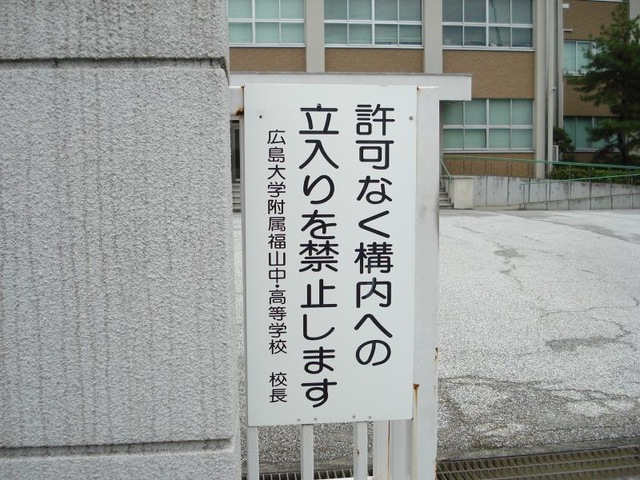 許可なく構内への
立入りを禁止します
広島大学附属福山中・高等学校 校長